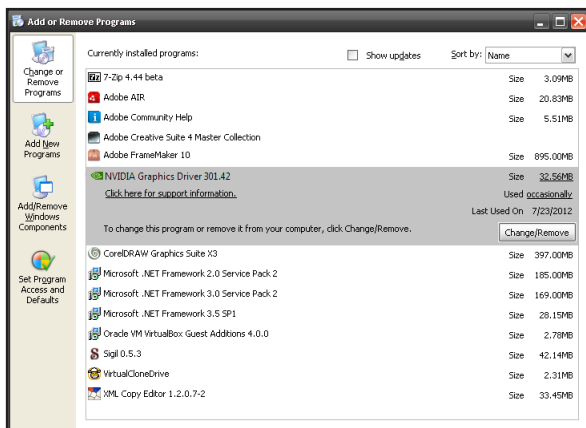 Add or Remove Programs
Change or
Remove
Programs
Add New
Programs
Add/Remove
Windows
Components
Set Program
Access and
Defaults
Currently installed programs:
Show updates
Sort by: Name
7-Zip 4.44 beta Size 3.09MB
Adobe AIR Size 20.83MB
Adobe Community Help Size 5.51MB
Adobe Creative Suite 4 Master Collection
Adobe FrameMaker 10 Size 895.00MB
NVIDIA Graphics Driver 301.42 Size 32.56MB
Click here for support information. Used occasionally
Last Used On 7/23/2012
To change this program or remove it from your computer, click Change/Remove. Change/Remove
CorelDRAW Graphics Suite X3 Size 397.00MB
Microsoft .NET Framework 2.0 Service Pack 2 Size 185.00MB
Microsoft .NET Framework 3.0 Service Pack 2 Size 169.00MB
Microsoft .NET Framework 3.5 SP1 Size 28.15MB
Oracle VM VirtualBox Guest Additions 4.0.0 Size 2.78MB
Sigil 0.5.3 Size 42.14MB
VirtualCloneDrive Size 2.31MB
XML Copy Editor 1.2.0.7-2 Size 33.45MB